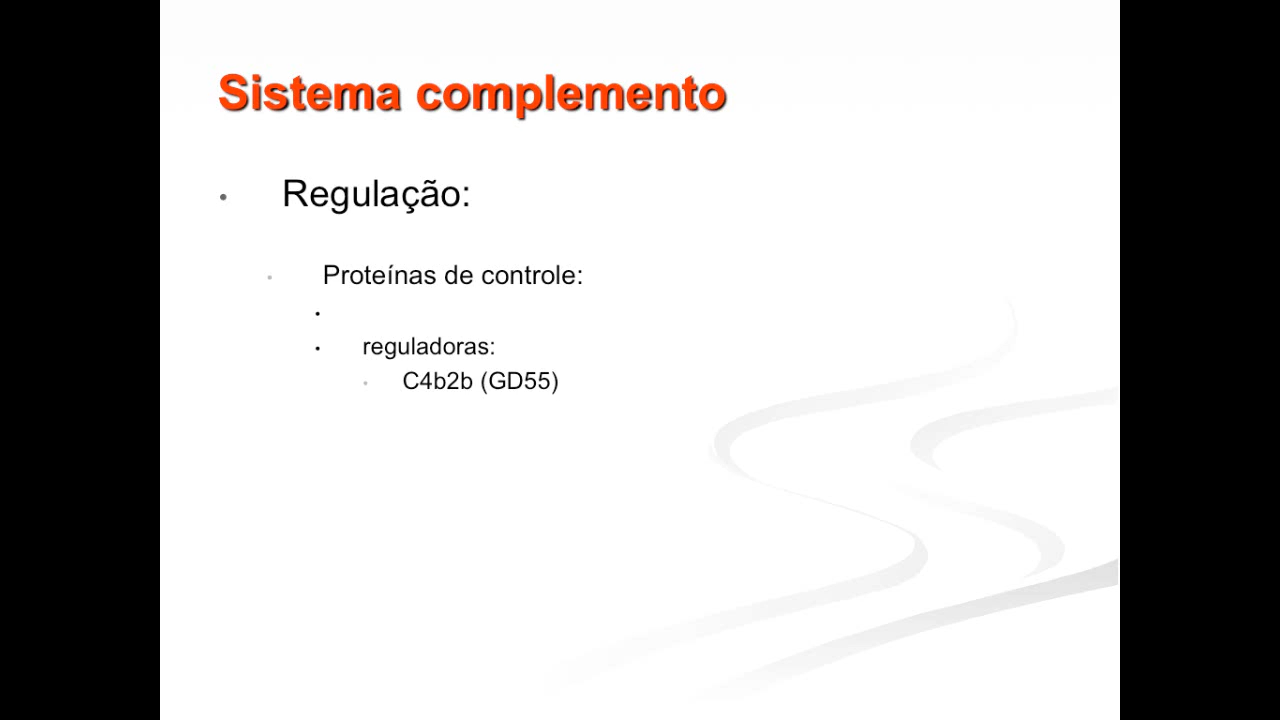 Sistema complemento
• Regulação:
• Proteínas de controle:
•
• reguladoras:
• C4b2b (GD55)